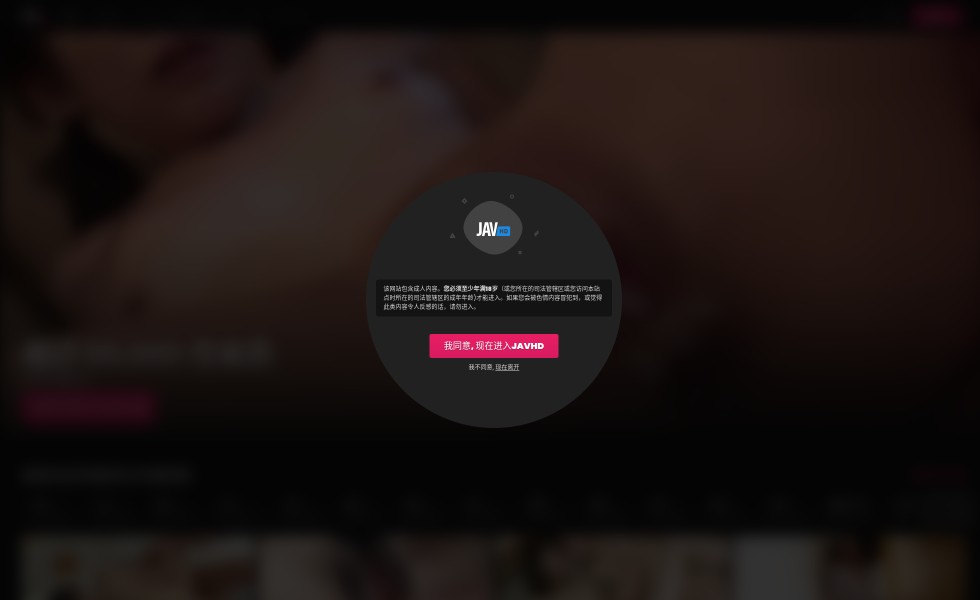 JAV HD
该网站包含成人内容。您必须至少年满18岁（或您所在的司法管辖区或您访问本站
点时所在的司法管辖区的成年年龄)才能进入。如果您会被色情内容冒犯到，或觉得
此类内容令人反感的话，请勿进入。
我同意, 现在进入JAVHD
我不同意, 现在离开